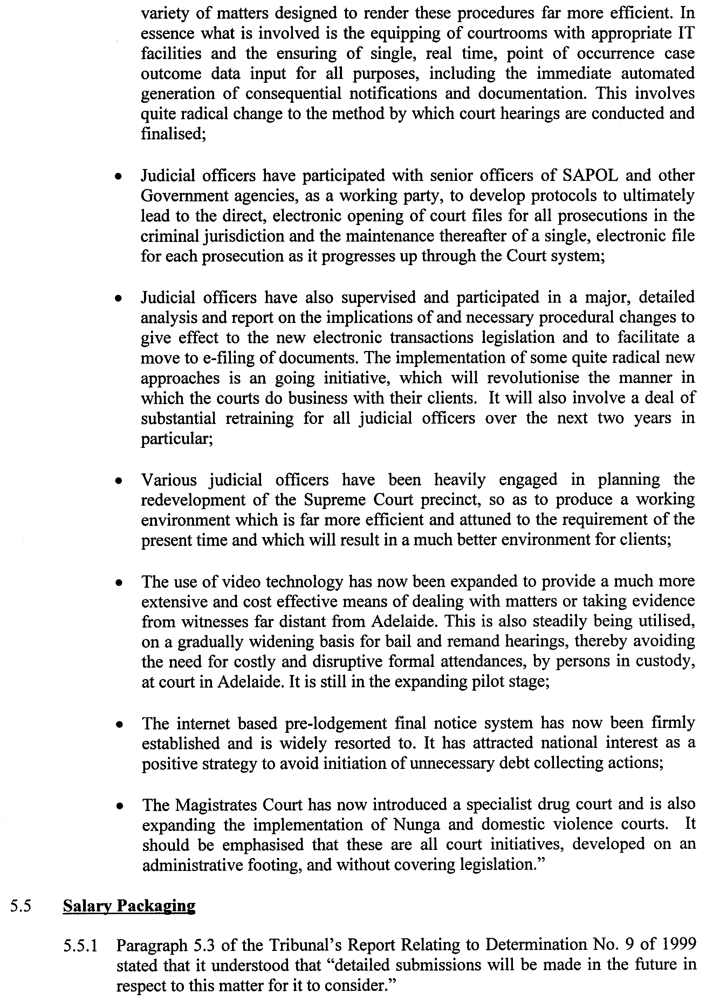 variety of matters designed to render these procedures far more efficient. In
essence what is involved is the equipping of courtrooms with appropriate IT
facilities and the ensuring of single, real time, point of occurrence case
outcome data input for all purposes, including the immediate automated
generation of consequential notifications and documentation. This involves
quite radical change to the method by which court hearings are conducted and
finalised;
• Judicial officers have participated with senior officers of SAPOL and other
Government agencies, as a working party, to develop protocols to ultimately
lead to the direct, electronic opening of court files for all prosecutions in the
criminal jurisdiction and the maintenance thereafter of a single, electronic file
for each prosecution as it progresses up through the Court system;
• Judicial officers have also supervised and participated in a major, detailed
analysis and report on the implications of and necessary procedural changes to
give effect to the new electronic transactions legislation and to facilitate a
move to e-filing of documents. The implementation of some quite radical new
approaches is an going initiative, which will revolutionise the manner in
which the courts do business with their clients. It will also involve a deal of
substantial retraining for all judicial officers over the next two years in
particular;
• Various judicial officers have been heavily engaged in planning the
redevelopment of the Supreme Court precinct, so as to produce a working
environment which is far more efficient and attuned to the requirement of the
present time and which will result in a much better environment for clients;
• The use of video technology has now been expanded to provide a much more
extensive and cost effective means of dealing with matters or taking evidence
from witnesses far distant from Adelaide. This is also steadily being utilised,
on a gradually widening basis for bail and remand hearings, thereby avoiding
the need for costly and disruptive formal attendances, by persons in custody,
at court in Adelaide. It is still in the expanding pilot stage;
• The internet based pre-lodgement final notice system has now been firmly
established and is widely resorted to. It has attracted national interest as a
positive strategy to avoid initiation of unnecessary debt collecting actions;
• The Magistrates Court has now introduced a specialist drug court and is also
expanding the implementation of Nunga and domestic violence courts. It
should be emphasised that these are all court initiatives, developed on an
administrative footing, and without covering legislation.”
5.5 Salary Packaging
5.5.1 Paragraph 5.3 of the Tribunal’s Report Relating to Determination No. 9 of 1999
stated that it understood that “detailed submissions will be made in the future in
respect to this matter for it to consider.”